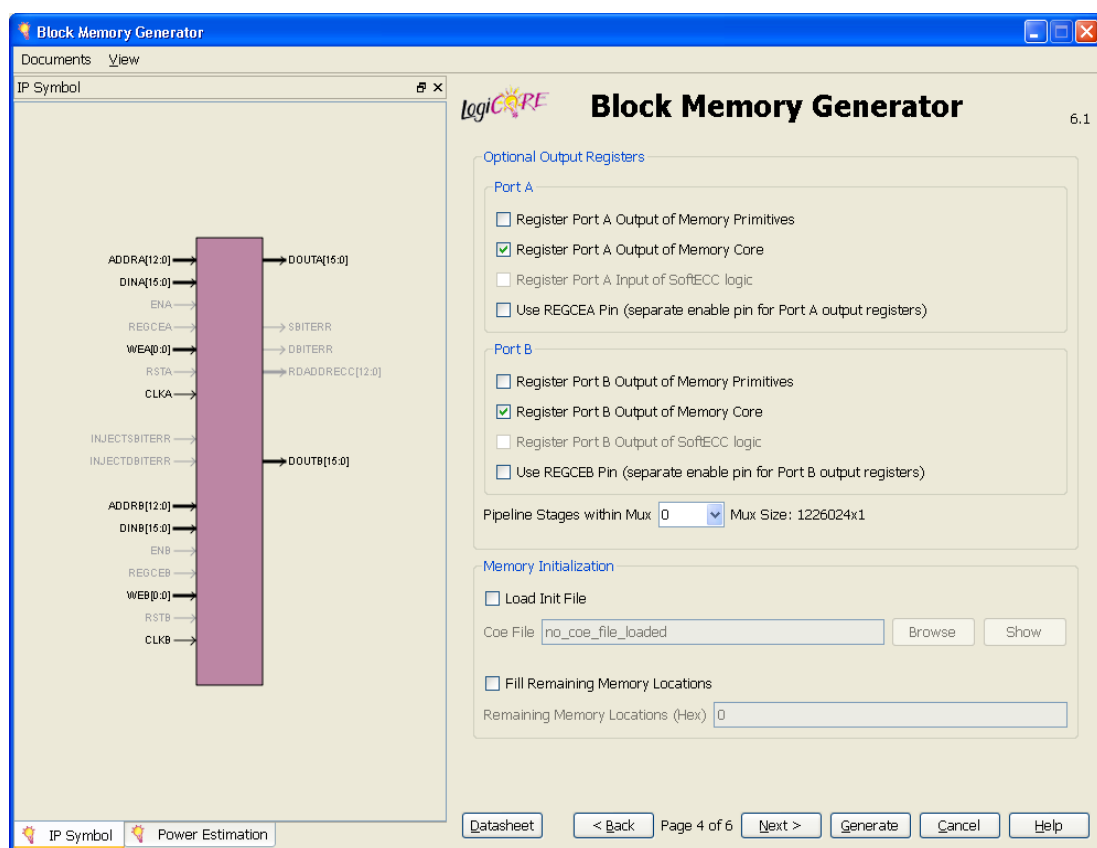 Block Memory Generator
Documents View
IP Symbol
ADDRA[12:0]
DINA[15:0]
ENA
REGCEA
WEA[0:0]
RSTA
CLKA
INJECTSBITERR
INJECTDBITERR
ADDRB[12:0]
DINB[15:0]
ENB
REGCEB
WEB[0:0]
RSTB
CLKB
DOUTA[15:0]
SBITERR
DBITERR
RDADDRECC[12:0]
DOUTB[15:0]
IP Symbol Power Estimation
LogiCORE Block Memory Generator 6.1
Optional Output Registers
Port A
Register Port A Output of Memory Primitives
Register Port A Output of Memory Core
Register Port A Input of SoftECC logic
Use REGCEA Pin (separate enable pin for Port A output registers)
Port B
Register Port B Output of Memory Primitives
Register Port B Output of Memory Core
Register Port B Output of SoftECC logic
Use REGCEB Pin (separate enable pin for Port B output registers)
Pipeline Stages within Mux 0 Mux Size: 1226024x1
Memory Initialization
Load Init File
Coe File no_coe_file_loaded Browse Show
Fill Remaining Memory Locations
Remaining Memory Locations (Hex) 0
Datasheet < Back Page 4 of 6 Next > Generate Cancel Help